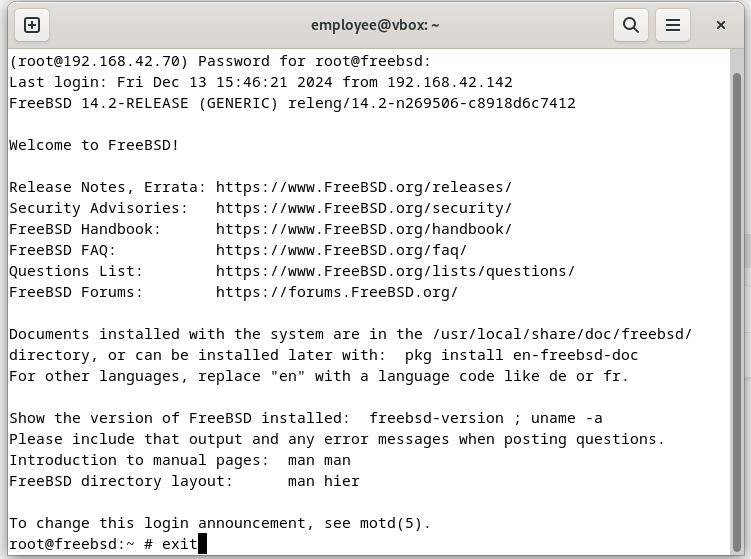 employee@vbox: ~
(root@192.168.42.70) Password for root@freebsd:
Last login: Fri Dec 13 15:46:21 2024 from 192.168.42.142
FreeBSD 14.2-RELEASE (GENERIC) releng/14.2-n269506-c8918d6c7412

Welcome to FreeBSD!

Release Notes, Errata: https://www.FreeBSD.org/releases/
Security Advisories:   https://www.FreeBSD.org/security/
FreeBSD Handbook:      https://www.FreeBSD.org/handbook/
FreeBSD FAQ:           https://www.FreeBSD.org/faq/
Questions List:        https://www.FreeBSD.org/lists/questions/
FreeBSD Forums:        https://forums.FreeBSD.org/

Documents installed with the system are in the /usr/local/share/doc/freebsd/
directory, or can be installed later with:  pkg install en-freebsd-doc
For other languages, replace "en" with a language code like de or fr.

Show the version of FreeBSD installed:  freebsd-version ; uname -a
Please include that output and any error messages when posting questions.
Introduction to manual pages:  man man
FreeBSD directory layout:      man hier

To change this login announcement, see motd(5).
root@freebsd:~ # exit